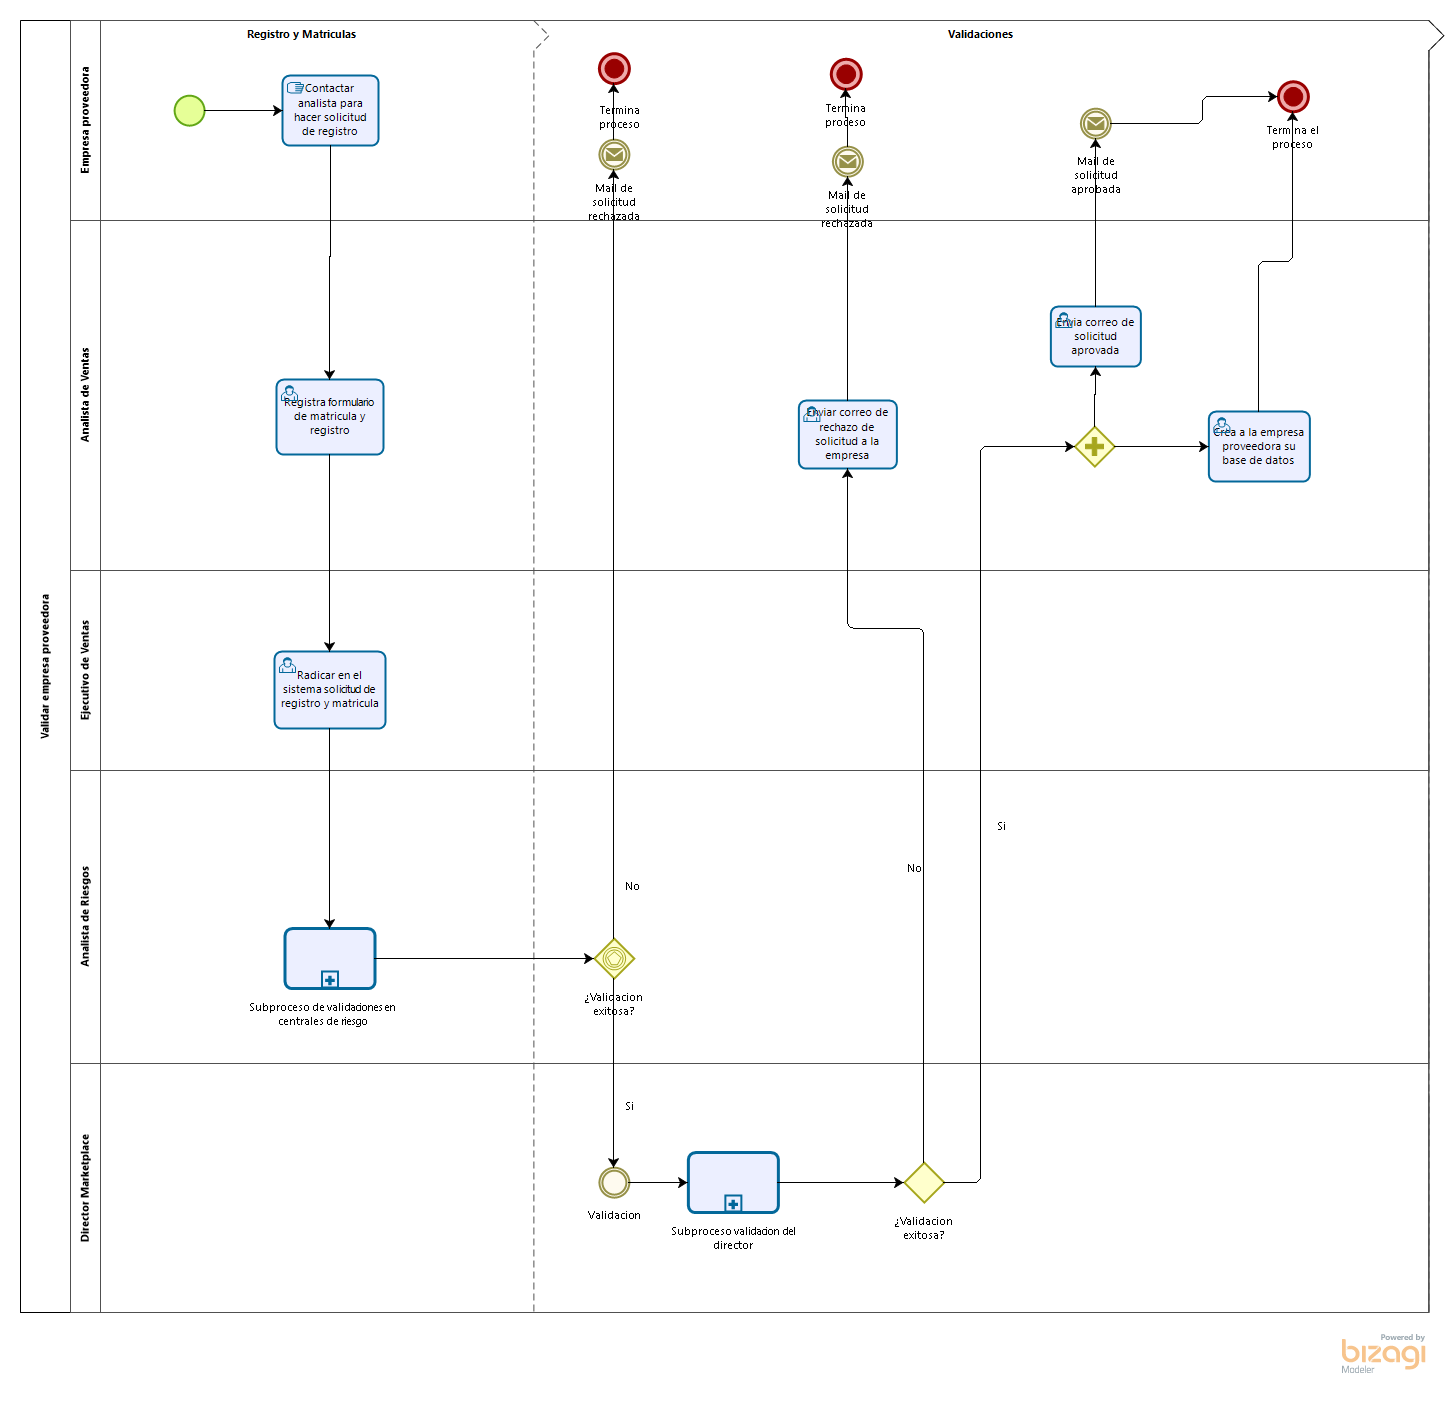 Registro y Matriculas
Validaciones
Validar empresa proveedora
Empresa proveedora
Contactar
analista para
hacer solicitud
de registro
Termina
proceso
Mail de
solicitud
rechazada
Termina
proceso
Mail de
solicitud
rechazada
Mail de
solicitud
aprobada
Termina el
proceso
Analista de Ventas
Registra formulario
de matricula y
registro
Enviar correo de
rechazo de
solicitud a la
empresa
Envia correo de
solicitud
aprovada
Crea a la empresa
proveedora su
base de datos
Ejecutivo de Ventas
Radicar en el
sistema solicitud de
registro y matricula
Analista de Riesgos
Subproceso de validaciones en
centrales de riesgo
No
¿Validacion
exitosa?
No
Si
Director Marketplace
Si
Validacion
Subproceso validacion del
director
¿Validacion
exitosa?
Powered by
bizagi
Modeler